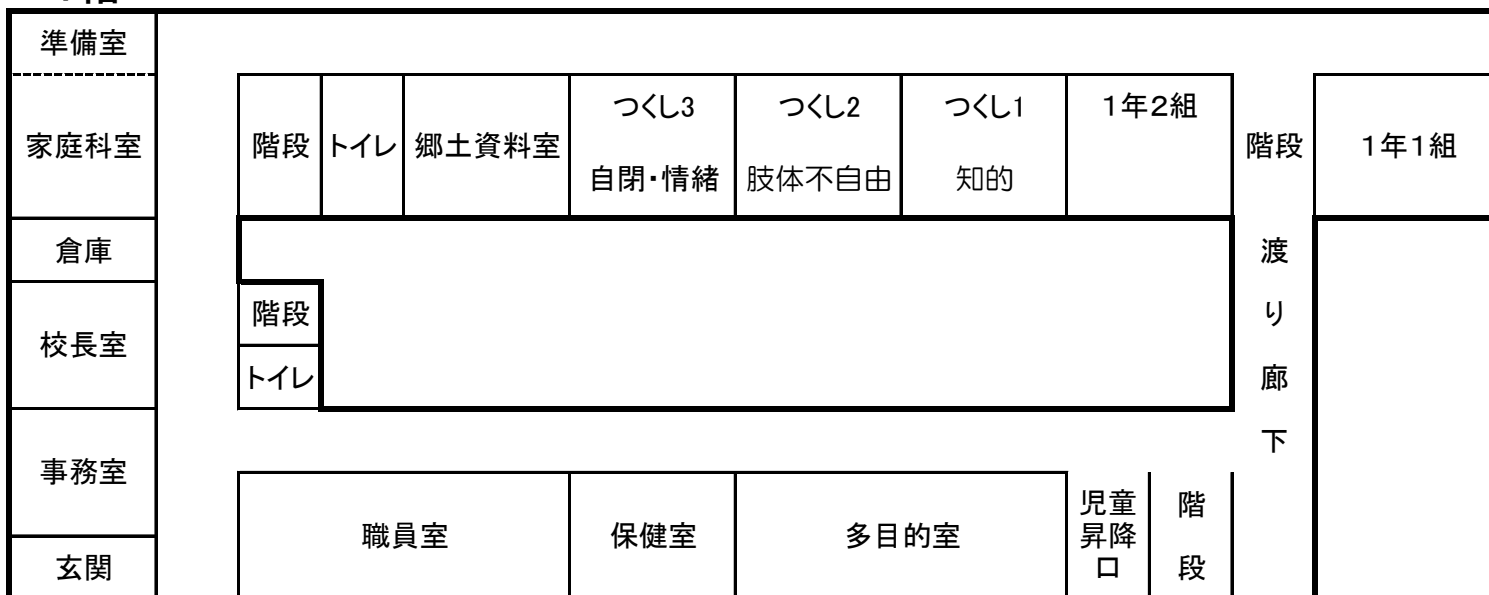 準備室
家庭科室
階段
トイレ
郷土資料室
つくし3
自閉・情緒
つくし2
肢体不自由
つくし1
知的
1年2組
階段
1年1組
倉庫
校長室
階段
トイレ
渡り廊下
事務室
玄関
職員室
保健室
多目的室
児童
昇降
口
階段